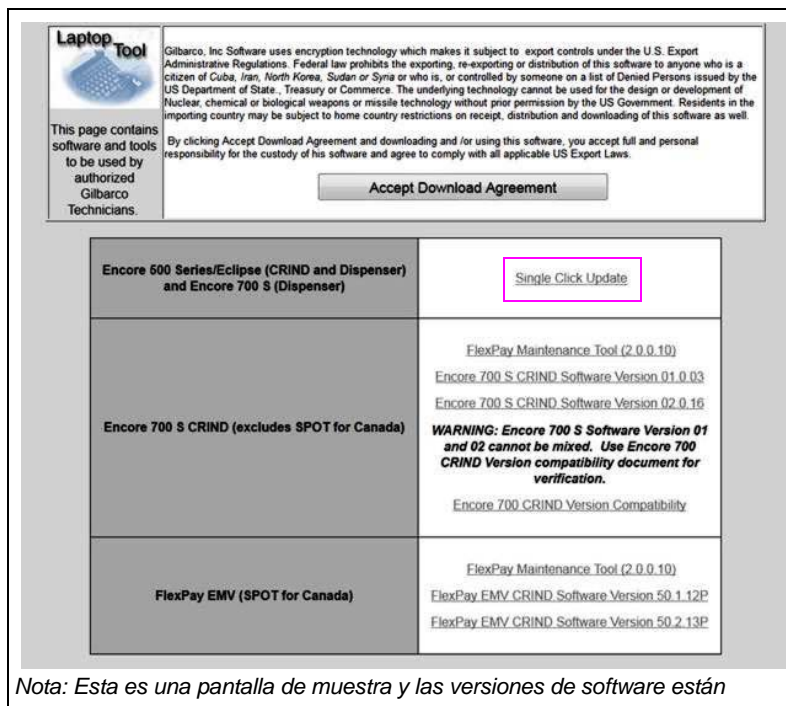 Laptop
Tool
This page contains
software and tools
to be used by
authorized
Gilbarco
Technicians.
Gilbarco, Inc Software uses encryption technology which makes it subject to export controls under the U.S. Export
Administrative Regulations. Federal law prohibits the exporting, re-exporting or distribution of this software to anyone who is a
citizen of Cuba, Iran, North Korea, Sudan or Syria or who is, or controlled by someone on a list of Denied Persons issued by the
US Department of State., Treasury or Commerce. The underlying technology cannot be used for the design or development of
Nuclear, chemical or biological weapons or missile technology without prior permission by the US Government. Residents in the
importing country may be subject to home country restrictions on receipt, distribution and downloading of this software as well.
By clicking Accept Download Agreement and downloading and /or using this software, you accept full and personal
responsibility for the custody of his software and agree to comply with all applicable US Export Laws.
Accept Download Agreement
Encore 500 Series/Eclipse (CRIND and Dispenser)
and Encore 700 S (Dispenser)
Single Click Update
Encore 700 S CRIND (excludes SPOT for Canada)
FlexPay Maintenance Tool (2.0.0.10)
Encore 700 S CRIND Software Version 01.0.03
Encore 700 S CRIND Software Version 02.0.16
WARNING: Encore 700 S Software Version 01
and 02 cannot be mixed. Use Encore 700
CRIND Version compatibility document for
verification.
Encore 700 CRIND Version Compatibility
FlexPay EMV (SPOT for Canada)
FlexPay Maintenance Tool (2.0.0.10)
FlexPay EMV CRIND Software Version 50.1.12P
FlexPay EMV CRIND Software Version 50.2.13P
Nota: Esta es una pantalla de muestra y las versiones de software están